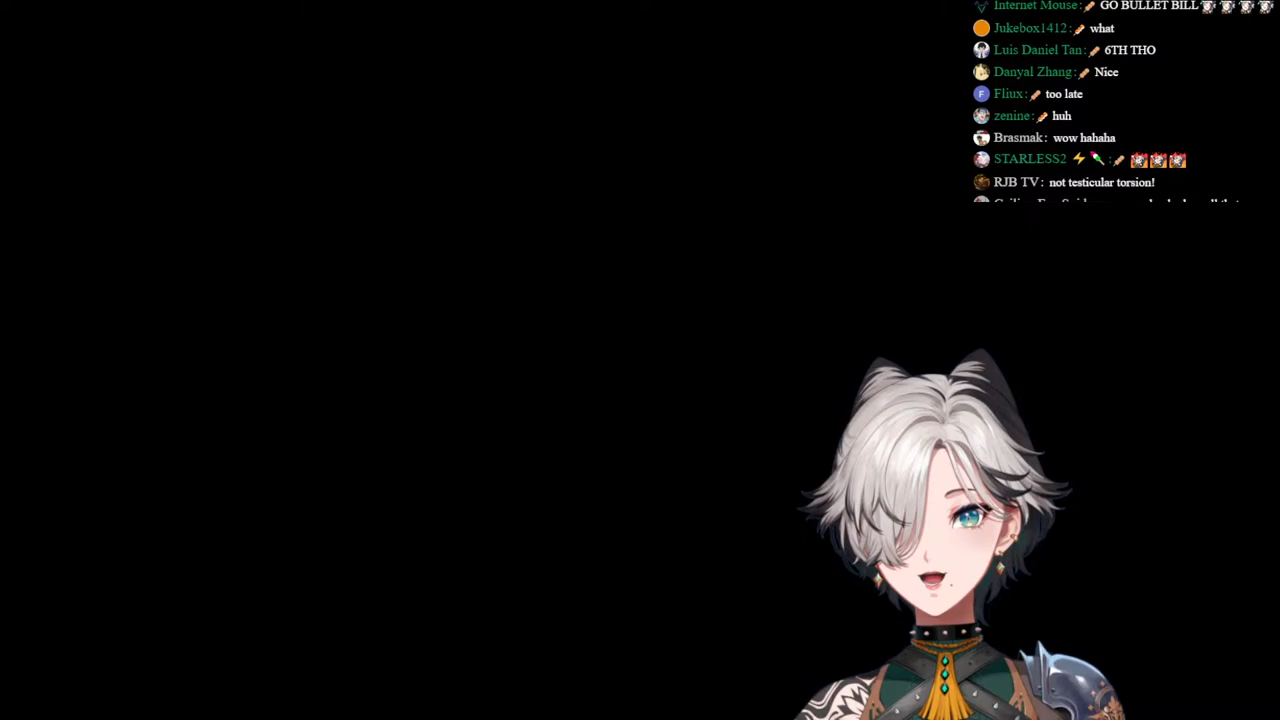 Internet Mouse: GO BULLET BILL
Jukebox1412: what
Luis Daniel Tan: 6TH THO
Danyal Zhang: Nice
F Fliux: too late
zenine: huh
Brasmak: wow hahaha
STARLESS2 :
RJB TV: not testicular torsion!